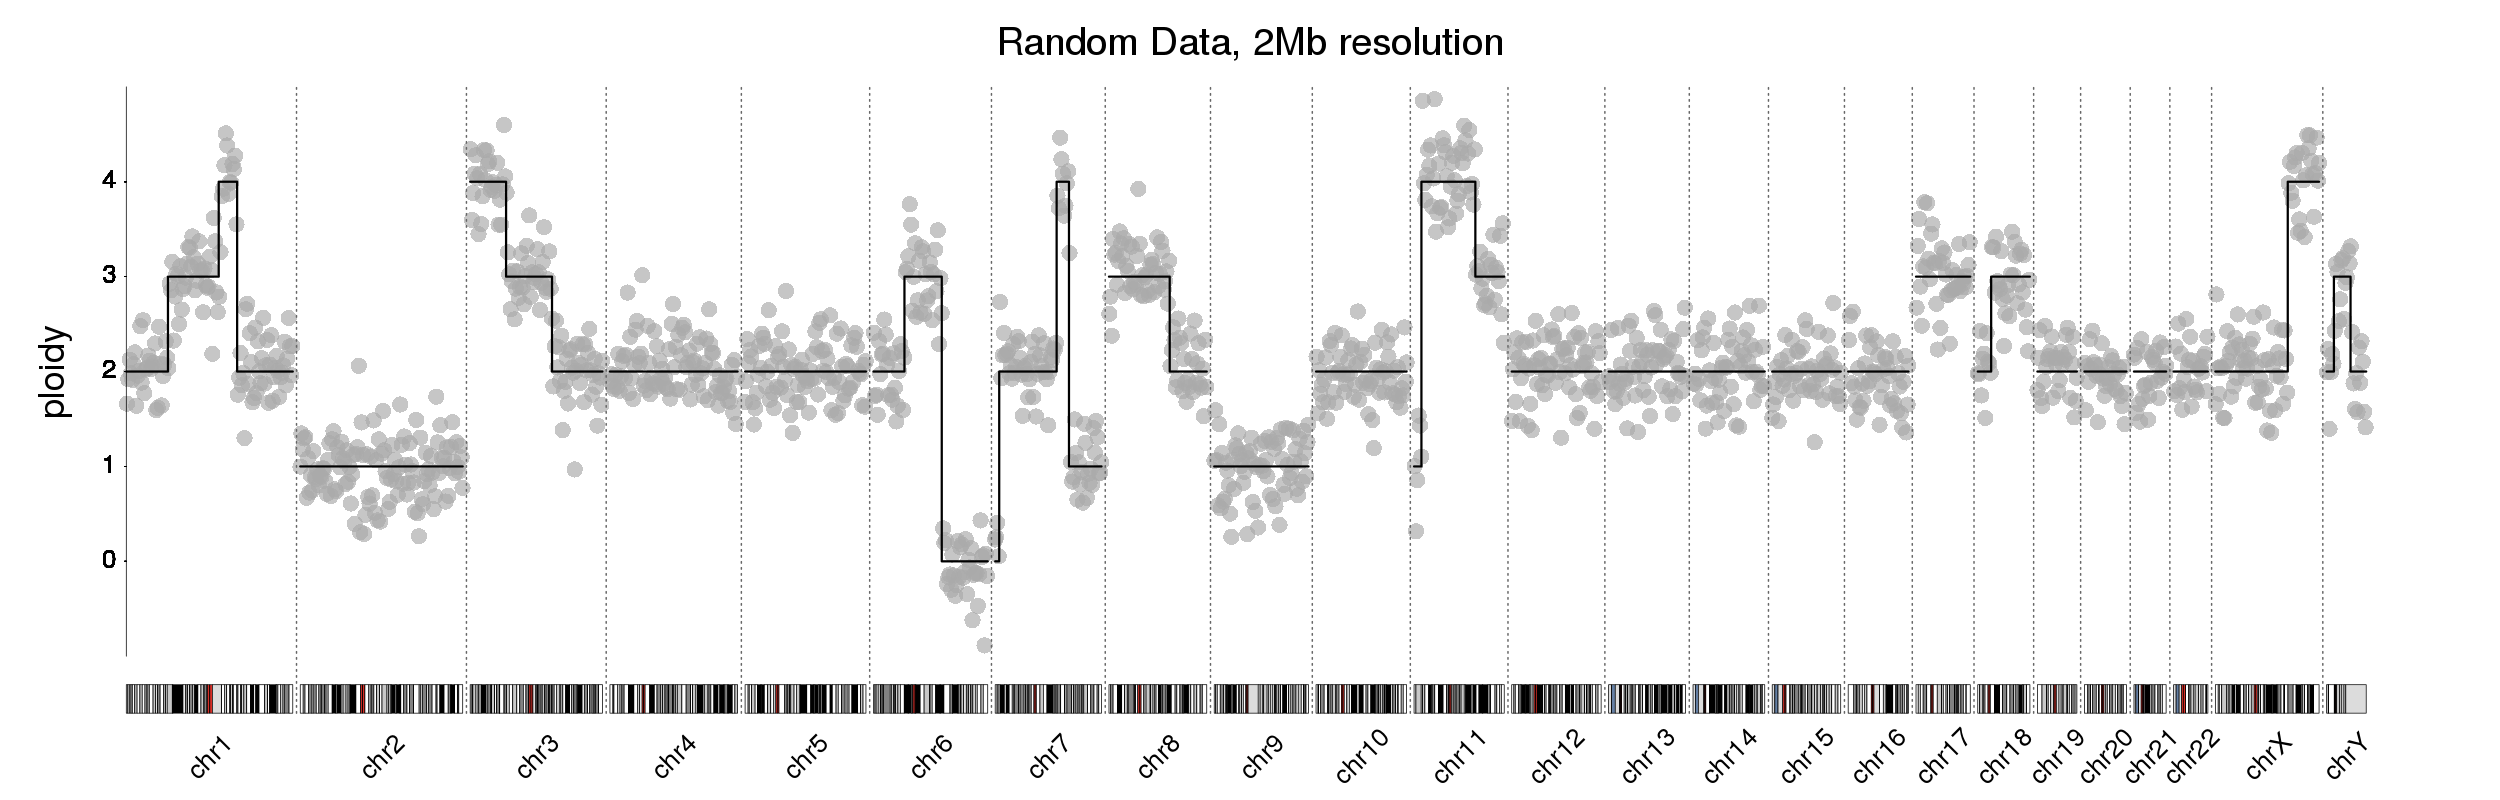 Random Data, 2Mb resolution
ploidy
4
3
2
1
0
chr1
chr2
chr3
chr4
chr5
chr6
chr7
chr8
chr9
chr10
chr11
chr12
chr13
chr14
chr15
chr16
chr17
chr18
chr19
chr20
chr21
chr22
chrX
chrY